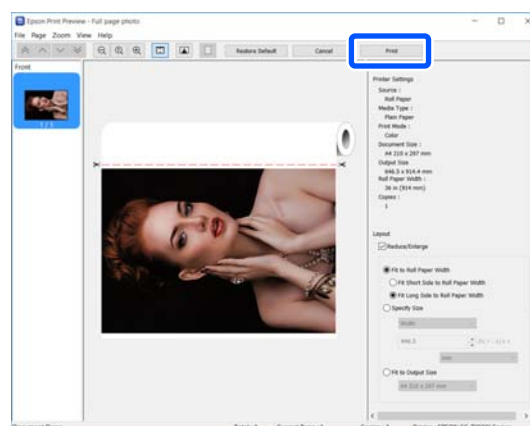 Epson Print Preview - Full page photo
File Page Zoom View Help
Restore Default Cancel Print
Front
1 / 1
Printer Settings
Source :
Roll Paper
Media Type :
Plain Paper
Print Mode :
Color
Document Size :
A4 210 x 297 mm
Output Size
646.5 x 914.4 mm
Roll Paper Width :
36 in (914 mm)
Copies :
1
Layout
Reduce/Enlarge
Fit to Roll Paper Width
Fit Short Side to Roll Paper Width
Fit Long Side to Roll Paper Width
Specify Size
Width
646.5
mm
Fit to Output Size
A4 210 x 297 mm